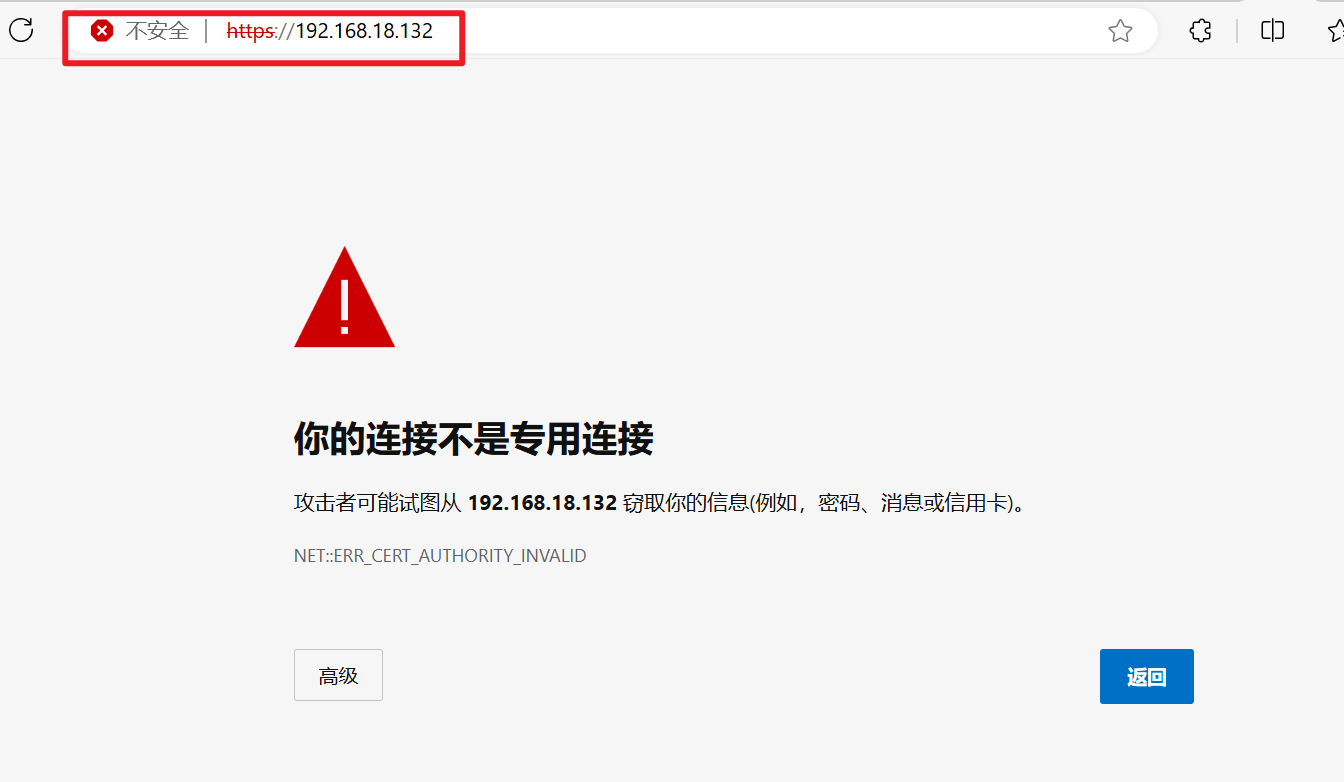 不安全 | https://192.168.18.132
你的连接不是专用连接
攻击者可能试图从 192.168.18.132 窃取你的信息(例如，密码、消息或信用卡)。
NET::ERR_CERT_AUTHORITY_INVALID
高级 返回